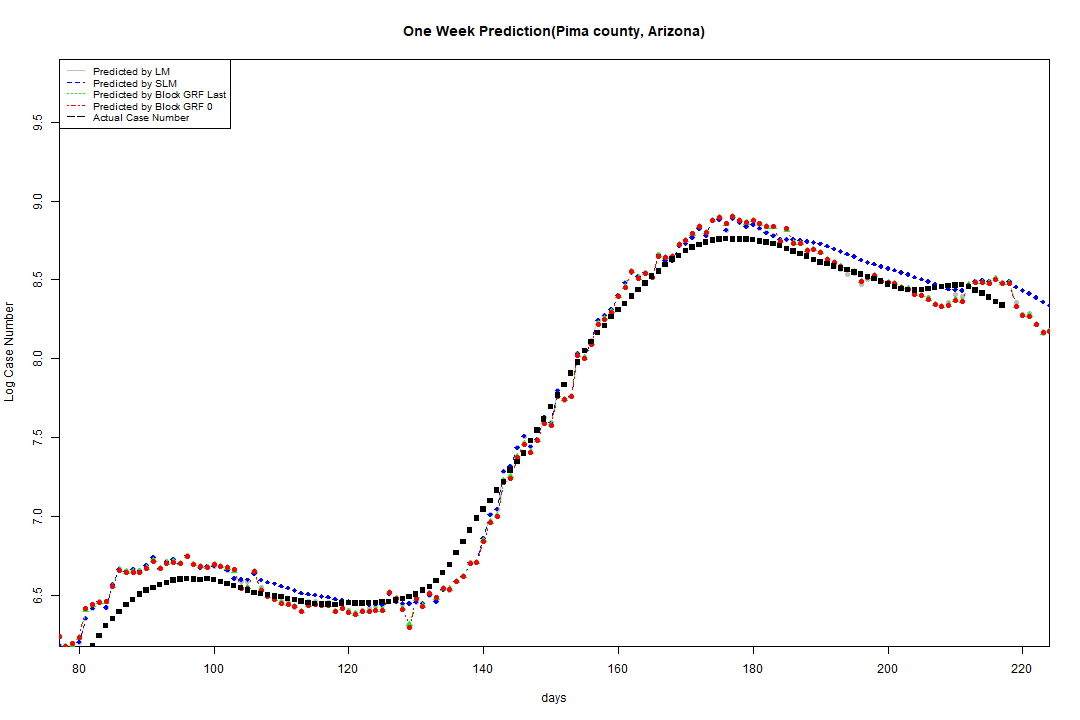 One Week Prediction(Pima county, Arizona)
Predicted by LM
Predicted by SLM
Predicted by Block GRF Last
Predicted by Block GRF 0
Actual Case Number
Log Case Number
9.5
9.0
8.5
8.0
7.5
7.0
6.5
80 100 120 140 160 180 200 220
days